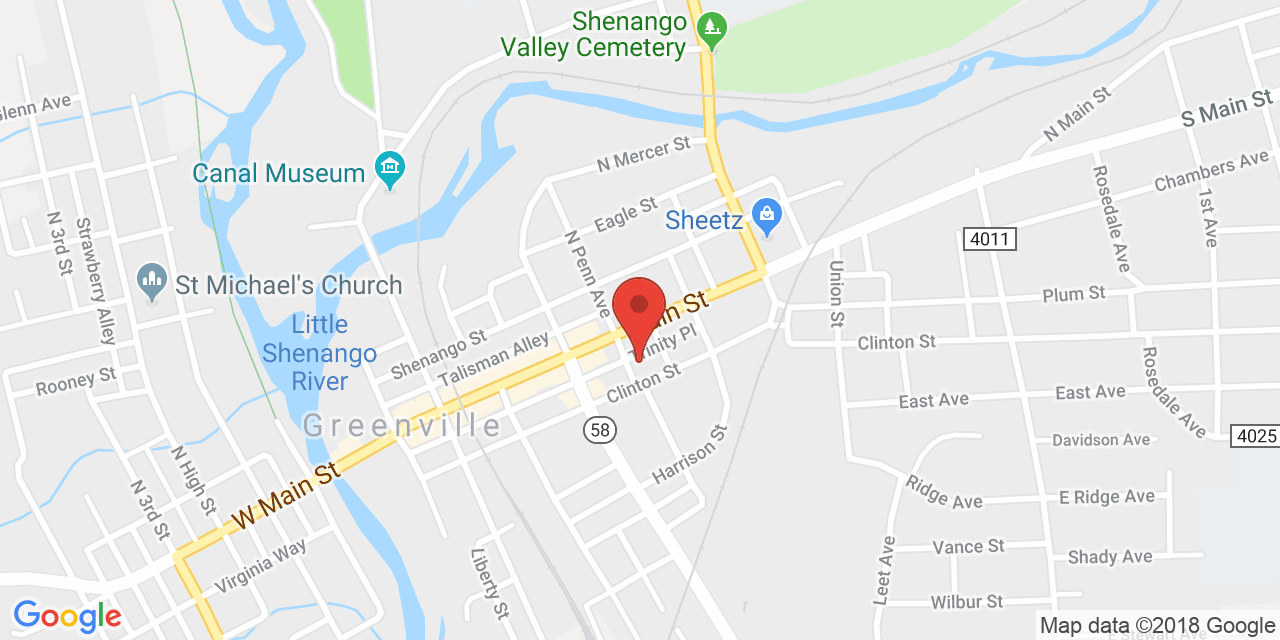 Shenango
Valley Cemetery
Glenn Ave
N Main St
S Main St
N Mercer St
Canal Museum
Chambers Ave
Rosedale Ave
1st Ave
Eagle St
Sheetz
N 3rd St
Strawberry Alley
N Penn Ave
4011
St Michael's Church
Union St
Plum St
Little
Shenango
River
Main St
Trinity Pl
Clinton St
Shenango St
Talisman Alley
Rooney St
Clinton St
Rosedale Ave
East Ave
East Ave
Greenville
58
Davidson Ave
4025
Harrison St
N High St
N 3rd St
W Main St
Ridge Ave
E Ridge Ave
Virginia Way
Liberty St
Leet Ave
Vance St
Shady Ave
Wilbur St
Google
Map data ©2018 Google
E Stewart Ave